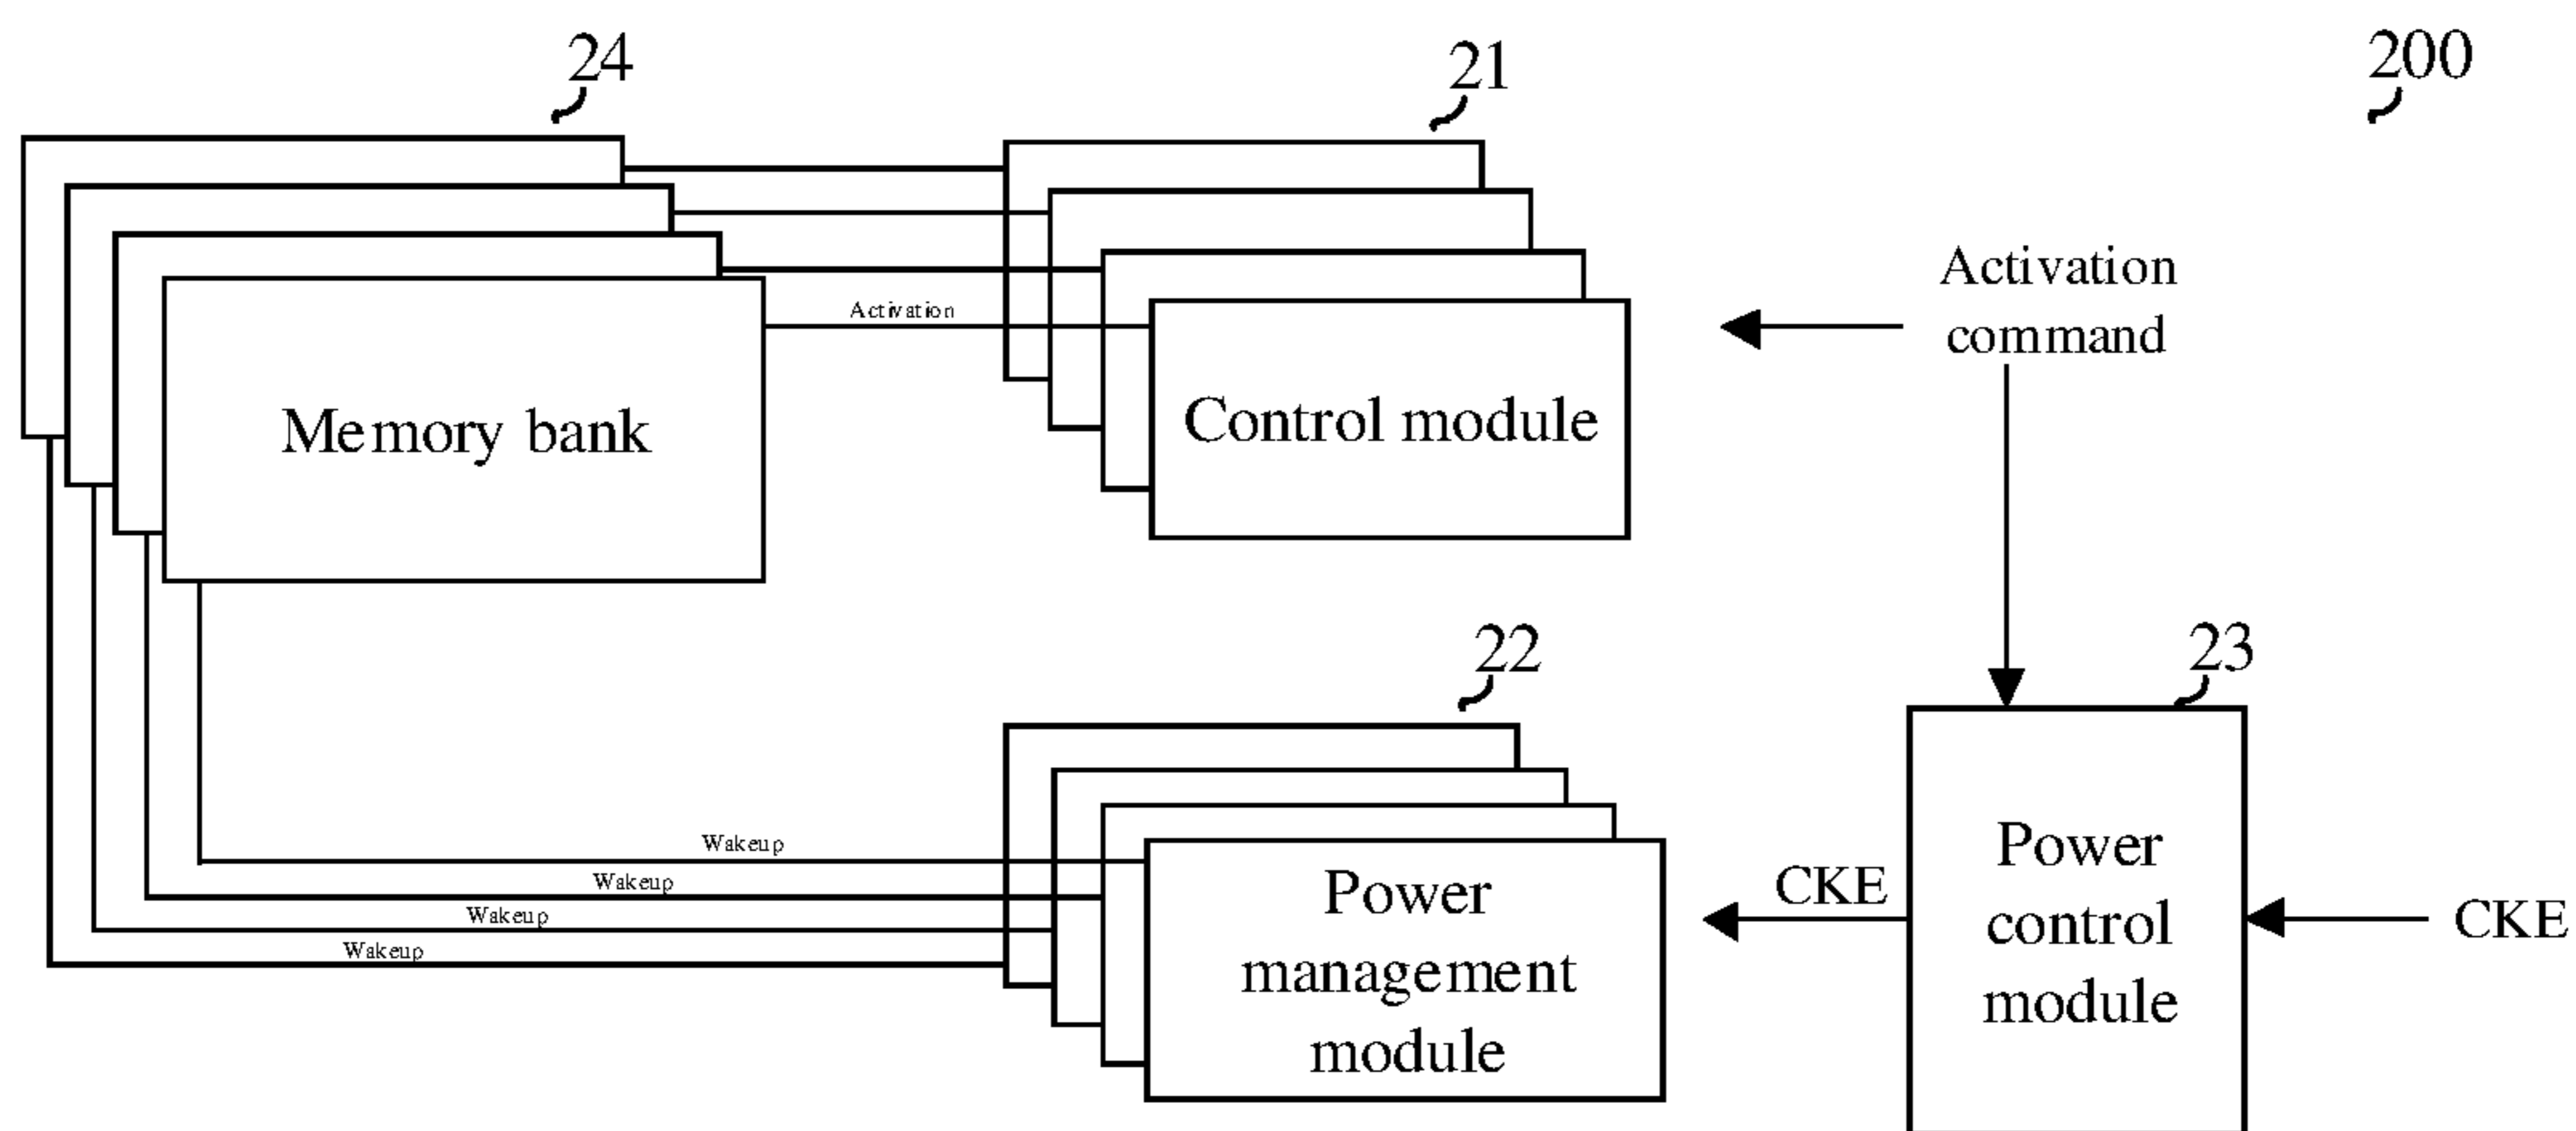 24
21
200
Activation
command
Activation
Memory bank
Control module
22
23
Wakeup
Wakeup
Wakeup
Wakeup
Power
management
module
CKE
Power
control
module
CKE